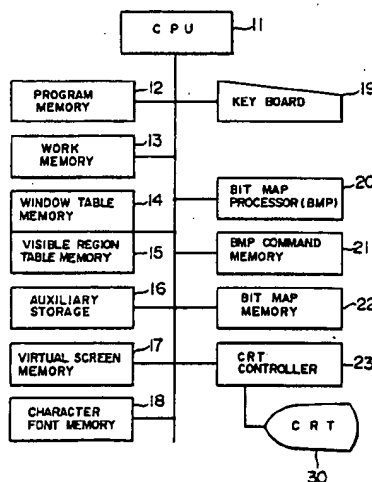 CPU
11
PROGRAM
MEMORY
12
KEY BOARD
19
WORK
MEMORY
13
WINDOW TABLE
MEMORY
14
BIT MAP
PROCESSOR (BMP)
20
VISIBLE REGION
TABLE MEMORY
15
BMP COMMAND
MEMORY
21
AUXILIARY
STORAGE
16
BIT MAP
MEMORY
22
VIRTUAL SCREEN
MEMORY
17
CRT
CONTROLLER
23
CHARACTER
FONT MEMORY
18
CRT
30